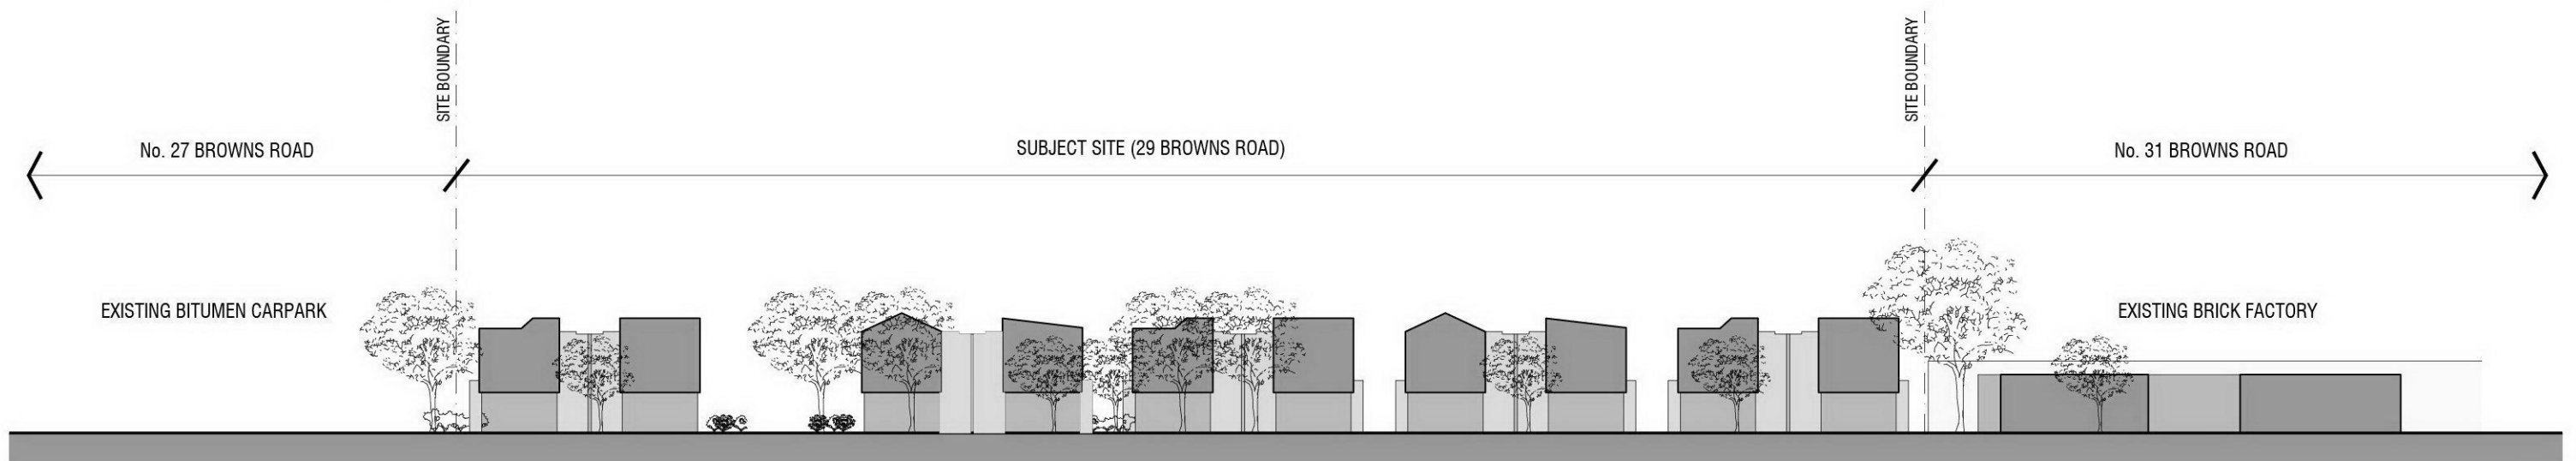 SITE BOUNDARY
SITE BOUNDARY
No. 27 BROWNS ROAD
SUBJECT SITE (29 BROWNS ROAD)
No. 31 BROWNS ROAD
EXISTING BITUMEN CARPARK
EXISTING BRICK FACTORY